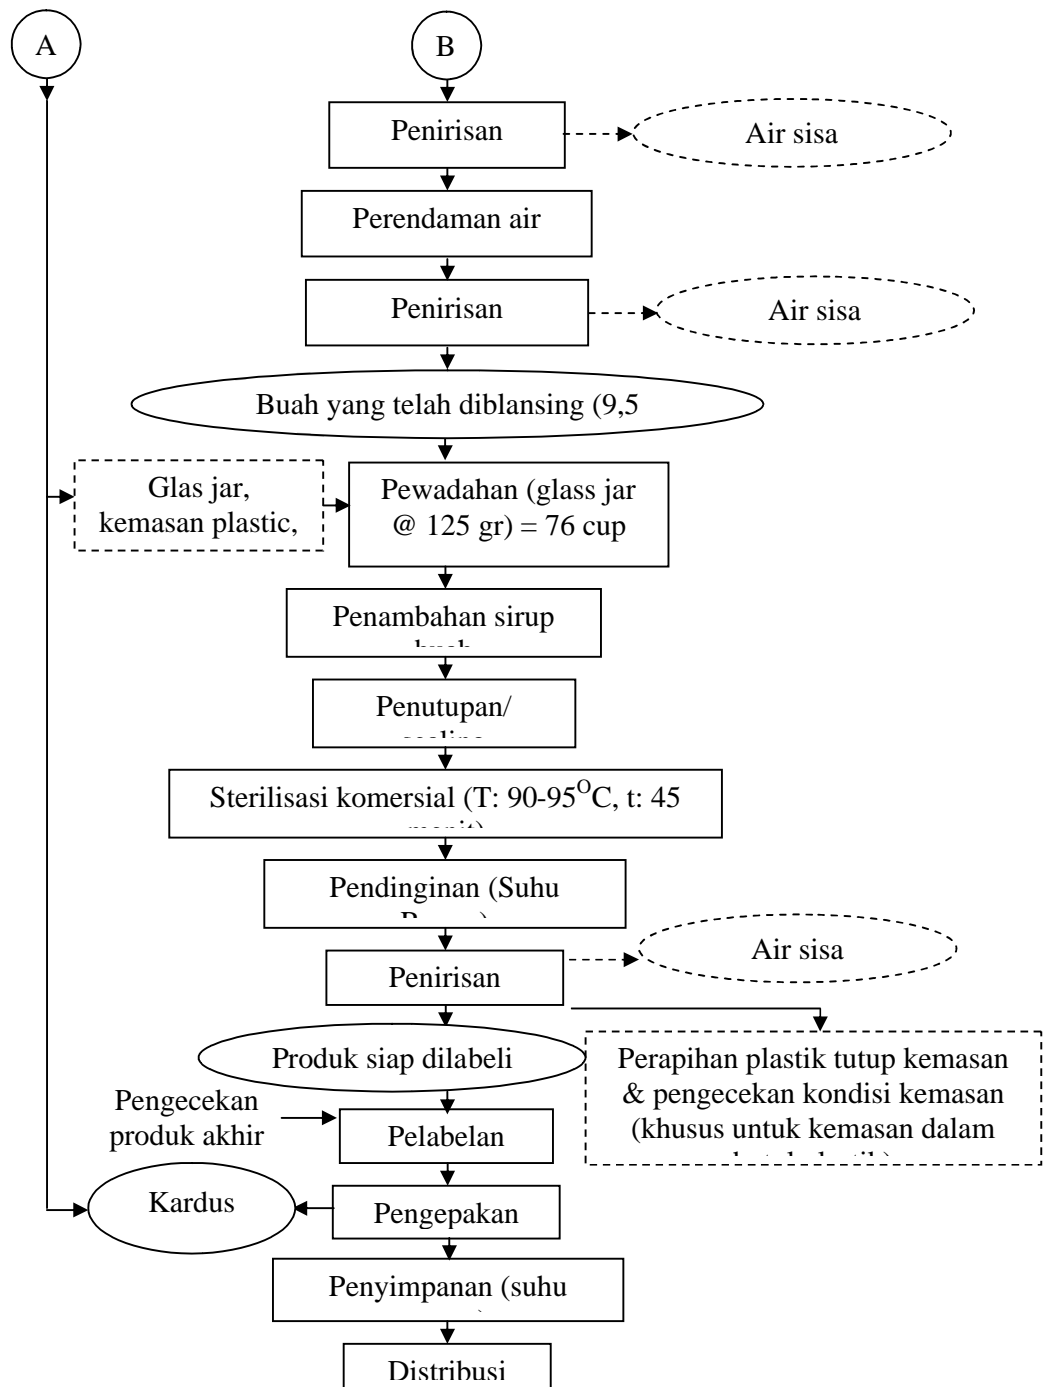 A
B
Penirisan
Air sisa
Perendaman air
Penirisan
Air sisa
Buah yang telah diblansing (9,5
Glas jar,
kemasan plastic,
Pewadahan (glass jar
@ 125 gr) = 76 cup
Penambahan sirup
Penutupan/
Sterilisasi komersial (T: 90-95ᴼC, t: 45
Pendinginan (Suhu
Penirisan
Air sisa
Produk siap dilabeli
Perapihan plastik tutup kemasan
& pengecekan kondisi kemasan
(khusus untuk kemasan dalam
Pengecekan
produk akhir
Pelabelan
Kardus
Pengepakan
Penyimpanan (suhu
Distribusi